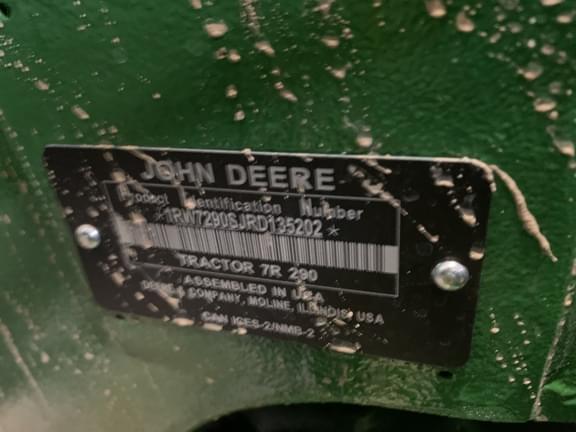 JOHN DEERE
Product Identification Number
*1RW7290SJRD135202*
TRACTOR 7R 290
ASSEMBLED IN USA
DEERE & COMPANY, MOLINE, ILLINOIS, USA
CAN ICES-2/NMB-2